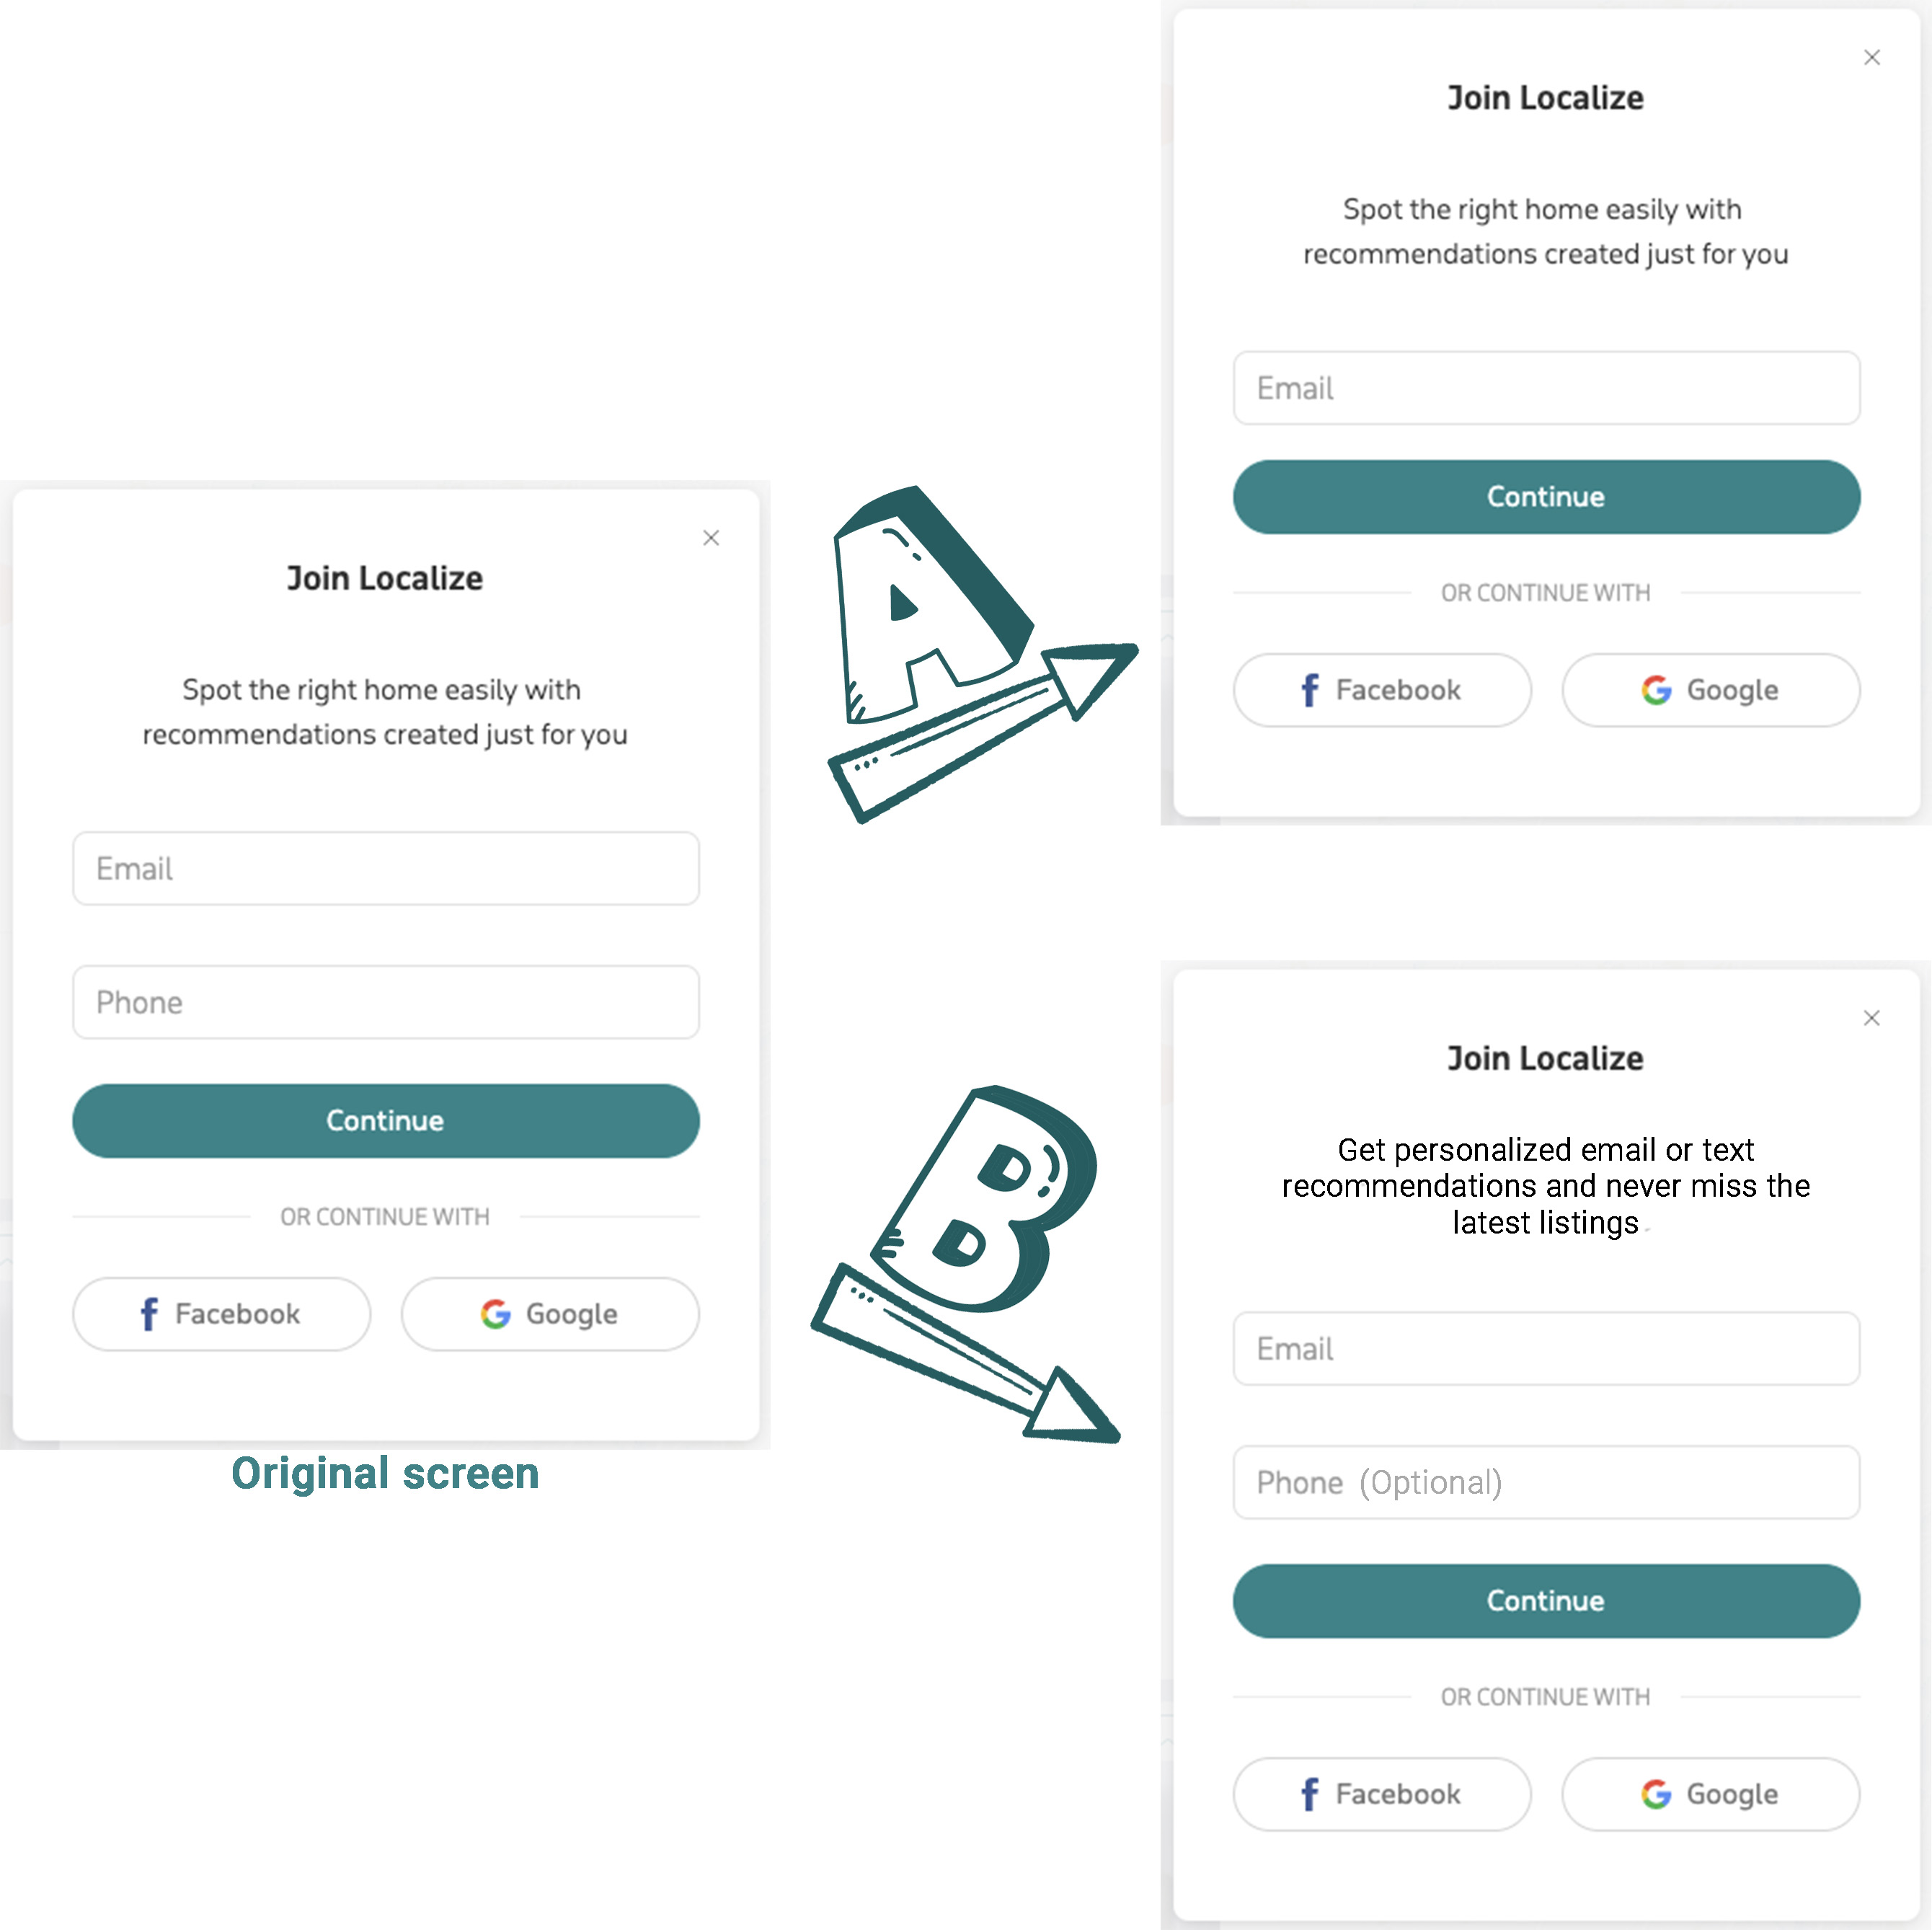 Join Localize
Spot the right home easily with
recommendations created just for you
Email
Phone
Continue
OR CONTINUE WITH
Facebook
Google
Original screen
A
Join Localize
Spot the right home easily with
recommendations created just for you
Email
Continue
OR CONTINUE WITH
Facebook
Google
B
Join Localize
Get personalized email or text
recommendations and never miss the
latest listings
Email
Phone (Optional)
Continue
OR CONTINUE WITH
Facebook
Google